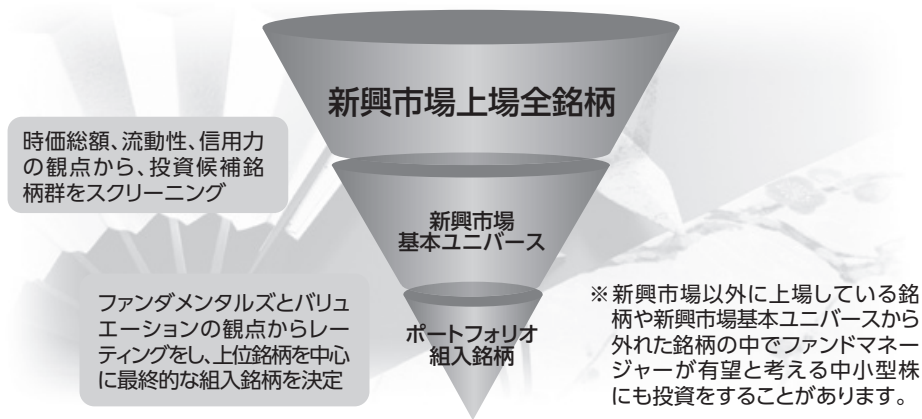 新興市場上場全銘柄
時価総額、流動性、信用力
の観点から、投資候補銘
柄群をスクリーニング
新興市場
基本ユニバース
ファンダメンタルズとバリュ
エーションの観点からレー
ティングをし、上位銘柄を中心
に最終的な組入銘柄を決定
ポートフォリオ
組入銘柄
※新興市場以外に上場している銘
柄や新興市場基本ユニバースから
外れた銘柄の中でファンドマネー
ジャーが有望と考える中小型株
にも投資をすることがあります。